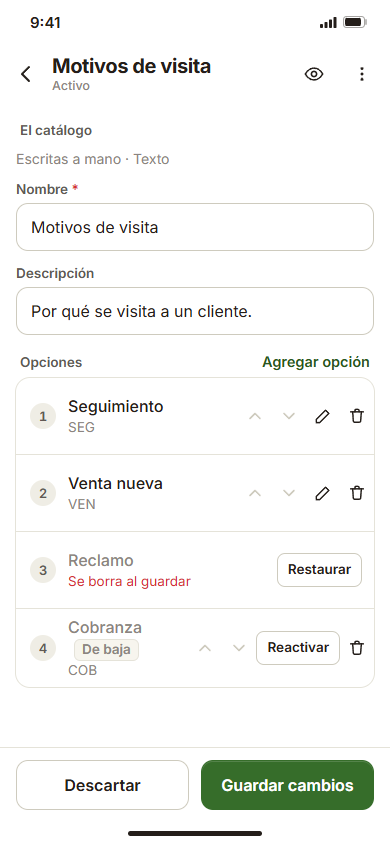 9:41
Motivos de visita
Activo
El catálogo
Escritas a mano · Texto
Nombre *
Motivos de visita
Descripción
Por qué se visita a un cliente.
Opciones
Agregar opción
1
Seguimiento
SEG
2
Venta nueva
VEN
3
Reclamo
Se borra al guardar
Restaurar
4
Cobranza
De baja
COB
Reactivar
Descartar
Guardar cambios